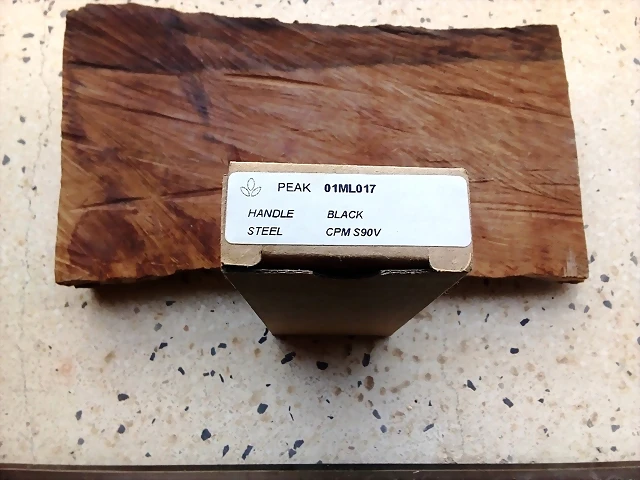 PEAK 01ML017
HANDLE BLACK
STEEL CPM S90V